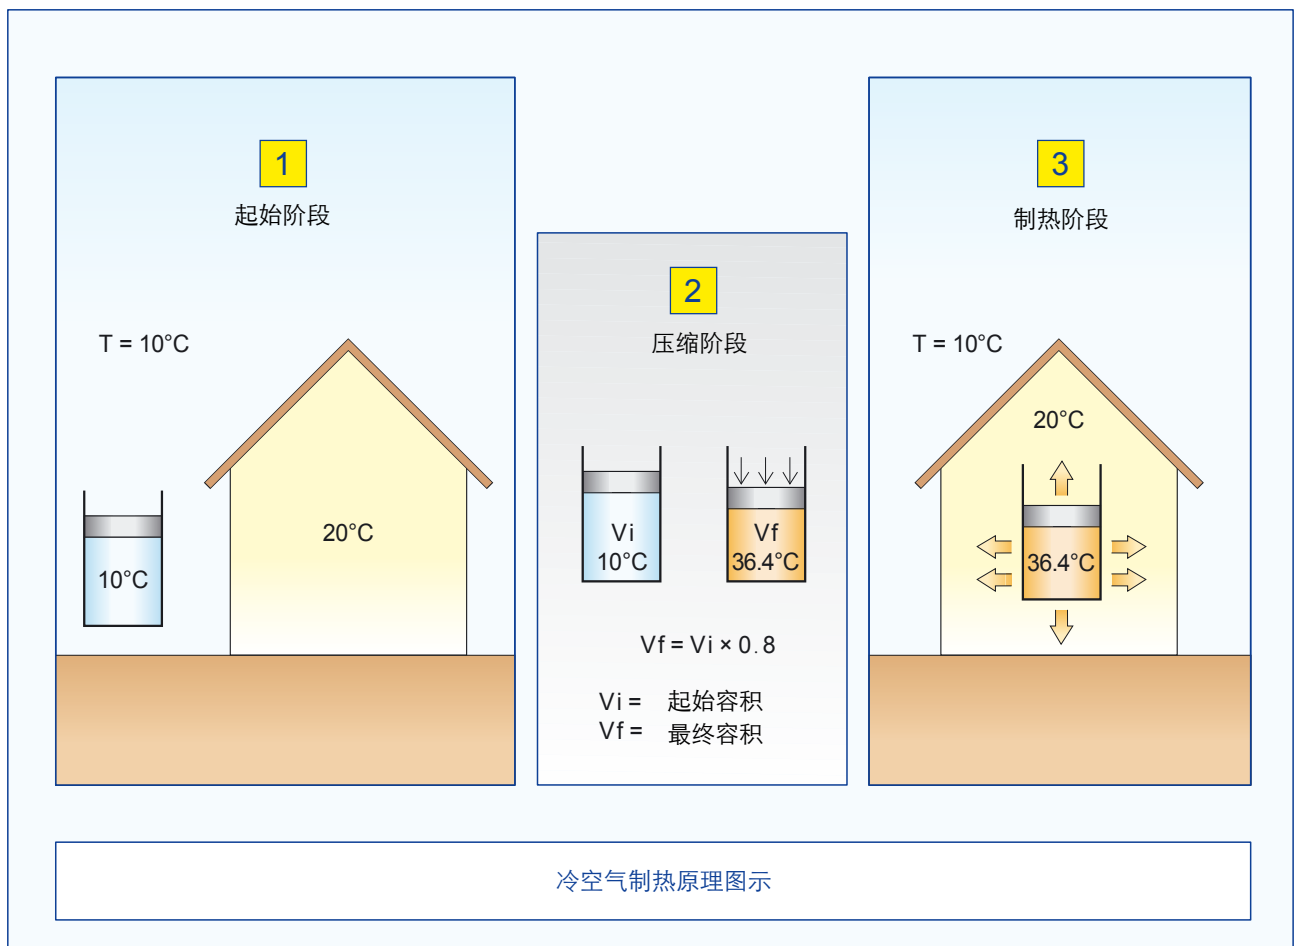 1
起始阶段
T = 10°C
20°C
10°C
2
压缩阶段
Vi
10°C
Vf
36.4°C
Vf = Vi × 0.8
Vi = 起始容积
Vf = 最终容积
3
制热阶段
T = 10°C
20°C
36.4°C
冷空气制热原理图示